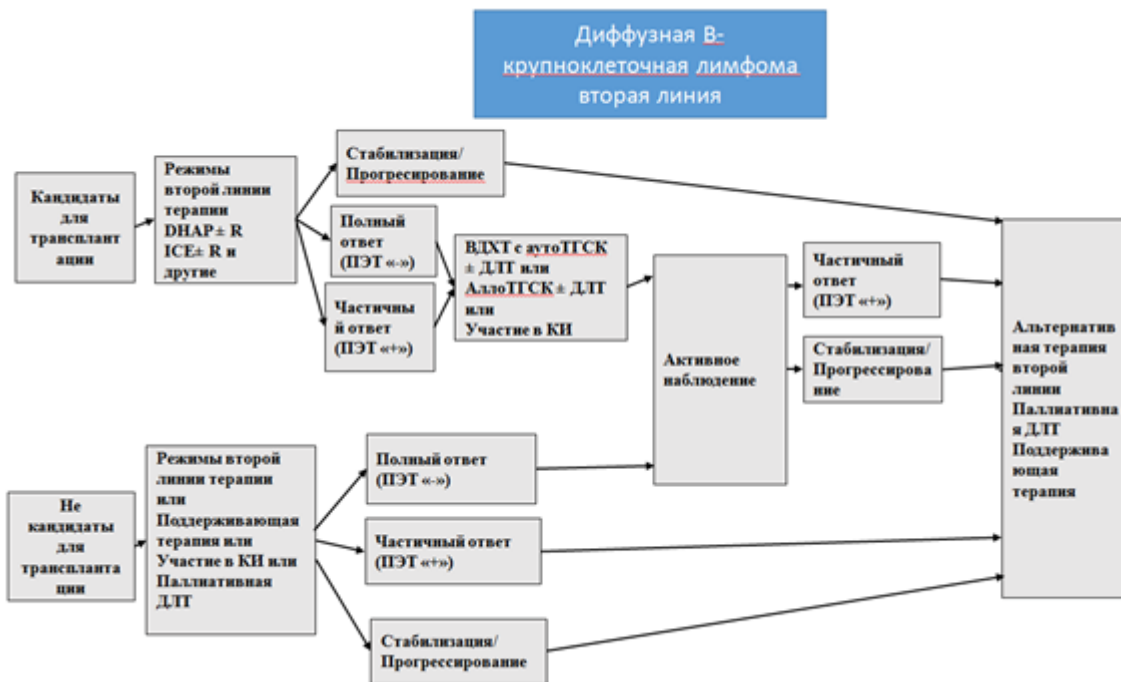 Диффузная В-
крупноклеточная лимфома
вторая линия
Кандидаты
для
трансплант
ации
Режимы
второй линии
терапии
DHAP± R
ICE± R и
другие
Стабилизация/
Прогресирование
Полный
ответ
(ПЭТ «-»)
Частичны
й ответ
(ПЭТ «+»)
ВДХТ с аутоТГСК
± ДЛТ или
АллоТГСК ± ДЛТ
или
Участие в КИ
Активное
наблюдение
Частичный
ответ
(ПЭТ «+»)
Стабилизация/
Прогрессирова
ние
Альтернатив
ная терапия
второй
линии
Паллиативна
я ДЛТ
Поддержива
ющая
терапия
Не
кандидаты
для
транспланта
ции
Режимы второй
линии терапии
или
Поддерживающая
терапия или
Участие в КИ или
Паллиативная
ДЛТ
Полный ответ
(ПЭТ «-»)
Частичный ответ
(ПЭТ «+»)
Стабилизация/
Прогрессирование